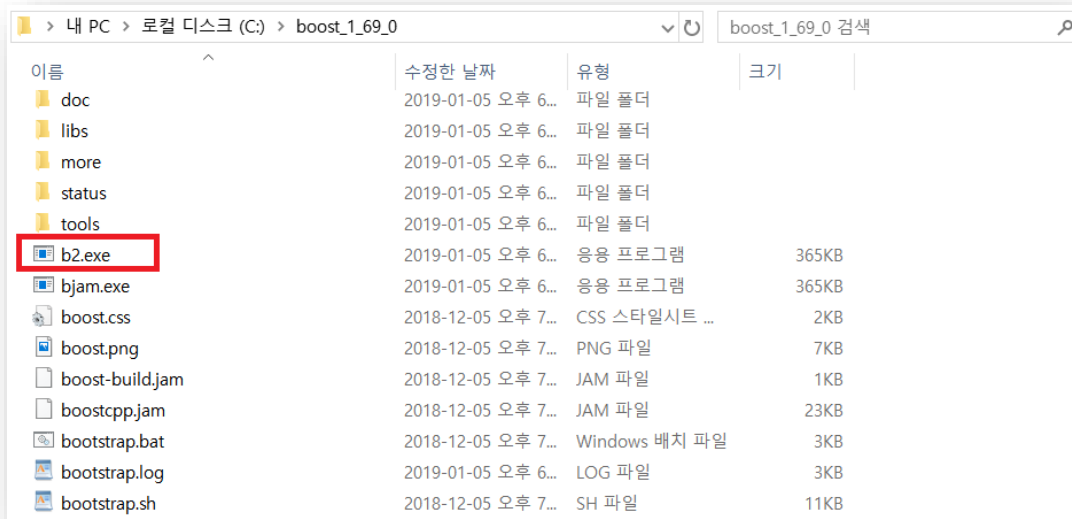 내 PC > 로컬 디스크 (C:) > boost_1_69_0 boost_1_69_0 검색
이름 수정한 날짜 유형 크기
doc 2019-01-05 오후 6... 파일 폴더
libs 2019-01-05 오후 6... 파일 폴더
more 2019-01-05 오후 6... 파일 폴더
status 2019-01-05 오후 6... 파일 폴더
tools 2019-01-05 오후 6... 파일 폴더
b2.exe 2019-01-05 오후 6... 응용 프로그램 365KB
bjam.exe 2019-01-05 오후 6... 응용 프로그램 365KB
boost.css 2018-12-05 오후 7... CSS 스타일시트 ... 2KB
boost.png 2018-12-05 오후 7... PNG 파일 7KB
boost-build.jam 2018-12-05 오후 7... JAM 파일 1KB
boostcpp.jam 2018-12-05 오후 7... JAM 파일 23KB
bootstrap.bat 2018-12-05 오후 7... Windows 배치 파일 3KB
bootstrap.log 2019-01-05 오후 6... LOG 파일 3KB
bootstrap.sh 2018-12-05 오후 7... SH 파일 11KB